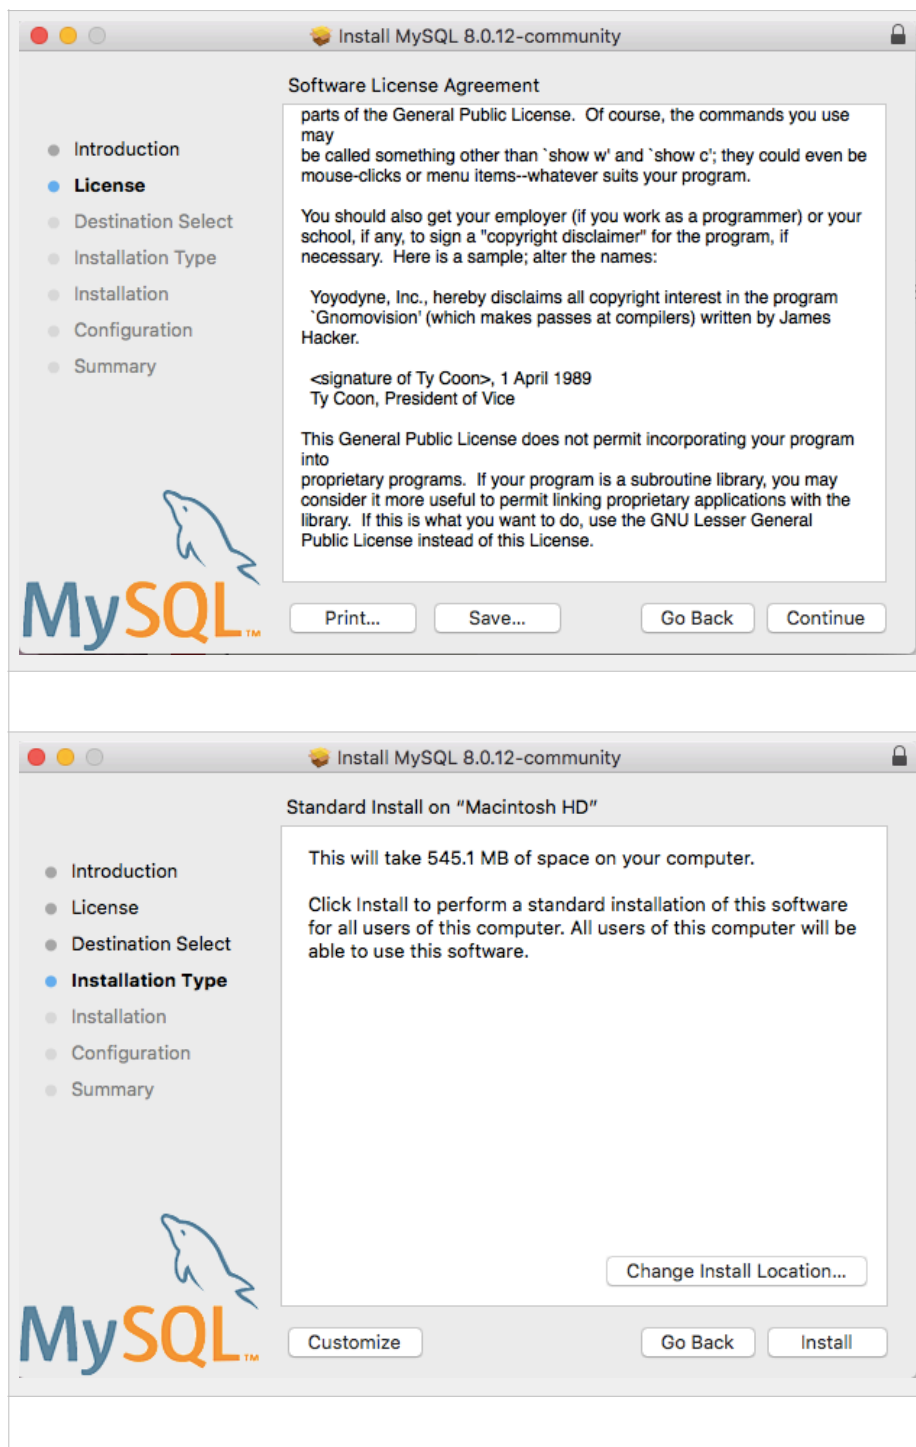 Install MySQL 8.0.12-community
Software License Agreement
Introduction
License
Destination Select
Installation Type
Installation
Configuration
Summary
parts of the General Public License.  Of course, the commands you use
may
be called something other than `show w' and `show c'; they could even be
mouse-clicks or menu items--whatever suits your program.
You should also get your employer (if you work as a programmer) or your
school, if any, to sign a "copyright disclaimer" for the program, if
necessary.  Here is a sample; alter the names:
Yoyodyne, Inc., hereby disclaims all copyright interest in the program
`Gnomovision' (which makes passes at compilers) written by James
Hacker.
<signature of Ty Coon>, 1 April 1989
Ty Coon, President of Vice
This General Public License does not permit incorporating your program
into
proprietary programs.  If your program is a subroutine library, you may
consider it more useful to permit linking proprietary applications with the
library.  If this is what you want to do, use the GNU Lesser General
Public License instead of this License.
MySQL™
Print...
Save...
Go Back
Continue
Install MySQL 8.0.12-community
Standard Install on “Macintosh HD”
Introduction
License
Destination Select
Installation Type
Installation
Configuration
Summary
This will take 545.1 MB of space on your computer.
Click Install to perform a standard installation of this software
for all users of this computer. All users of this computer will be
able to use this software.
Change Install Location...
MySQL™
Customize
Go Back
Install